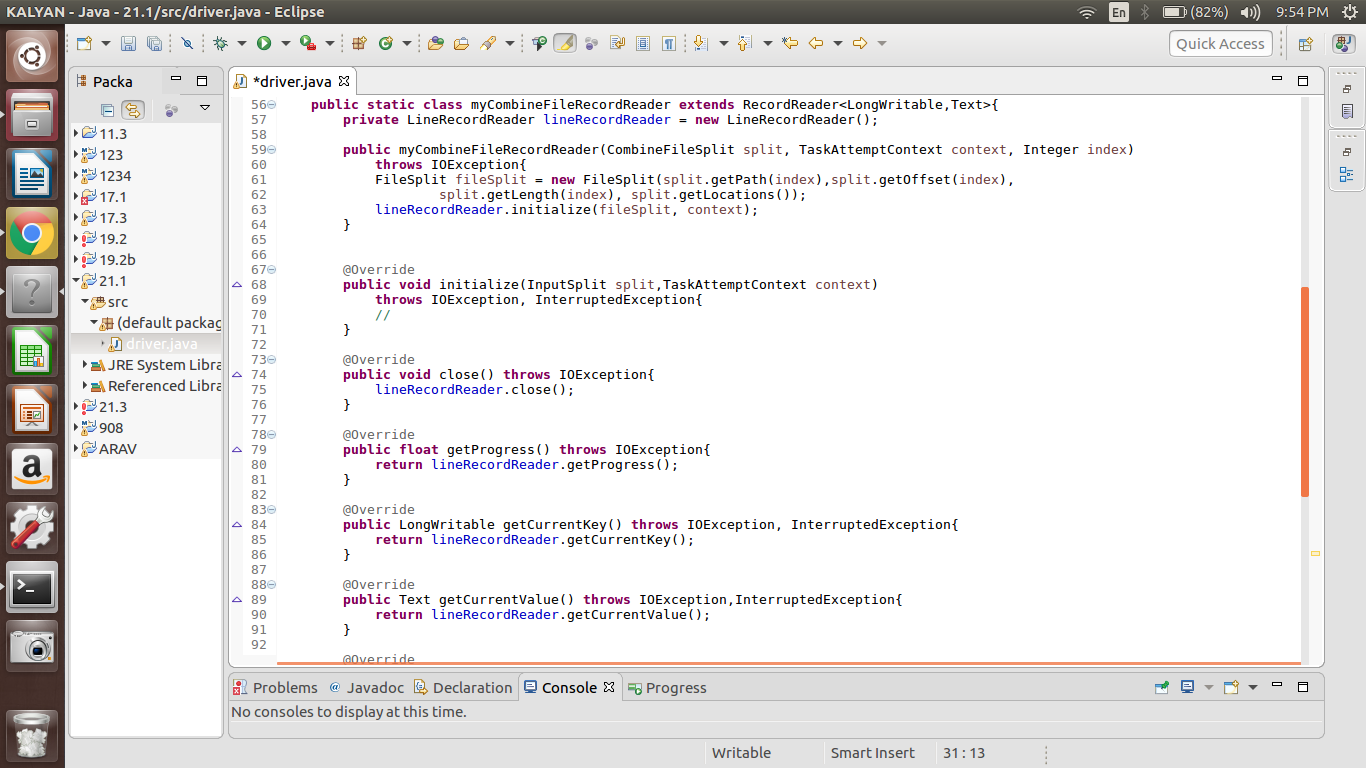 KALYAN - Java - 21.1/src/driver.java - Eclipse
En
(82%)
9:54 PM
Quick Access
Packa
*driver.java
11.3
123
1234
17.1
17.3
19.2
19.2b
21.1
src
(default packag
driver.java
JRE System Libra
Referenced Libra
21.3
908
ARAV
56 public static class myCombineFileRecordReader extends RecordReader<LongWritable,Text>{
57 private LineRecordReader lineRecordReader = new LineRecordReader();
58
59 public myCombineFileRecordReader(CombineFileSplit split, TaskAttemptContext context, Integer index)
60 throws IOException{
61 FileSplit fileSplit = new FileSplit(split.getPath(index),split.getOffset(index),
62 split.getLength(index), split.getLocations());
63 lineRecordReader.initialize(fileSplit, context);
64 }
65
66
67 @Override
68 public void initialize(InputSplit split,TaskAttemptContext context)
69 throws IOException, InterruptedException{
70 //
71 }
72
73 @Override
74 public void close() throws IOException{
75 lineRecordReader.close();
76 }
77
78 @Override
79 public float getProgress() throws IOException{
80 return lineRecordReader.getProgress();
81 }
82
83 @Override
84 public LongWritable getCurrentKey() throws IOException, InterruptedException{
85 return lineRecordReader.getCurrentKey();
86 }
87
88 @Override
89 public Text getCurrentValue() throws IOException,InterruptedException{
90 return lineRecordReader.getCurrentValue();
91 }
92
@Override
Problems @ Javadoc Declaration Console Progress
No consoles to display at this time.
Writable
Smart Insert
31 : 13